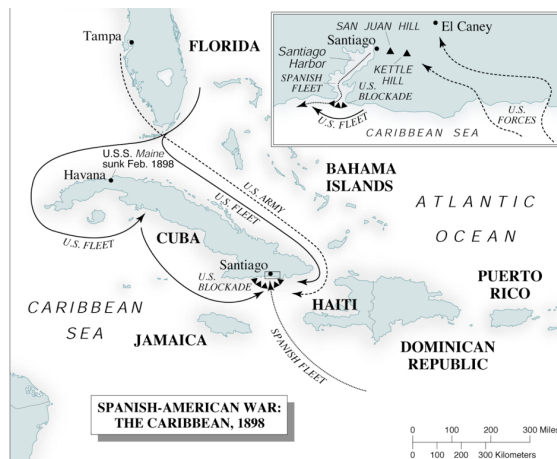 Tampa
FLORIDA
SAN JUAN HILL
El Caney
Santiago
Santiago
Harbor
KETTLE
HILL
SPANISH
FLEET
U.S.
BLOCKADE
U.S. FLEET
U.S.
FORCES
CARIBBEAN SEA
U.S.S. Maine
sunk Feb. 1898
Havana
BAHAMA
ISLANDS
U.S. ARMY
U.S. FLEET
ATLANTIC
OCEAN
U.S. FLEET
CUBA
Santiago
U.S.
BLOCKADE
HAITI
PUERTO
RICO
CARIBBEAN
SEA
JAMAICA
SPANISH FLEET
DOMINICAN
REPUBLIC
SPANISH-AMERICAN WAR:
THE CARIBBEAN, 1898
0 100 200 300 Miles
0 100 200 300 Kilometers